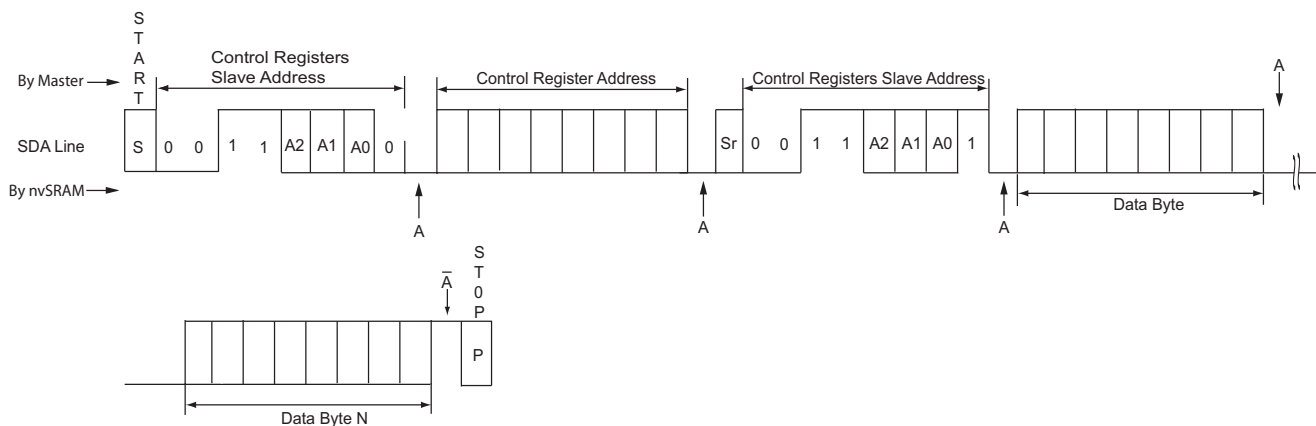 START
Control Registers
Slave Address
By Master
Control Register Address
Control Registers Slave Address
A
SDA Line
S 0 0 1 1 A2 A1 A0 0
Sr 0 0 1 1 A2 A1 A0 1
By nvSRAM
A
A
A
Data Byte
ST0P
A̅
P
Data Byte N